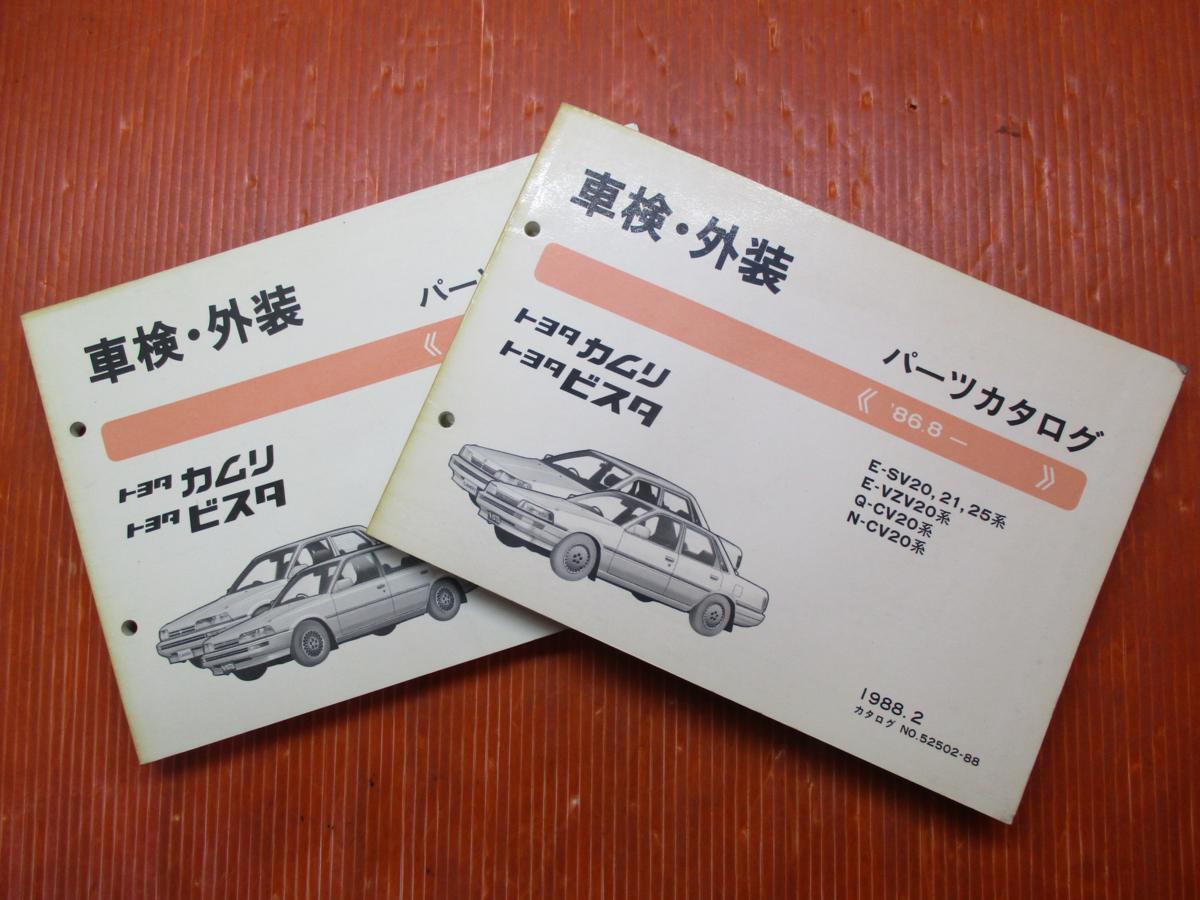 車検・外装
パー
《
トヨタ カムリ
トヨタ ビスタ
車検・外装
パーツカタログ
《 '86.8 ー 》
トヨタ カムリ
トヨタ ビスタ
E-SV20, 21, 25系
E-VZV20系
Q-CV20系
N-CV20系
1988. 2
カタログ NO.52502-88